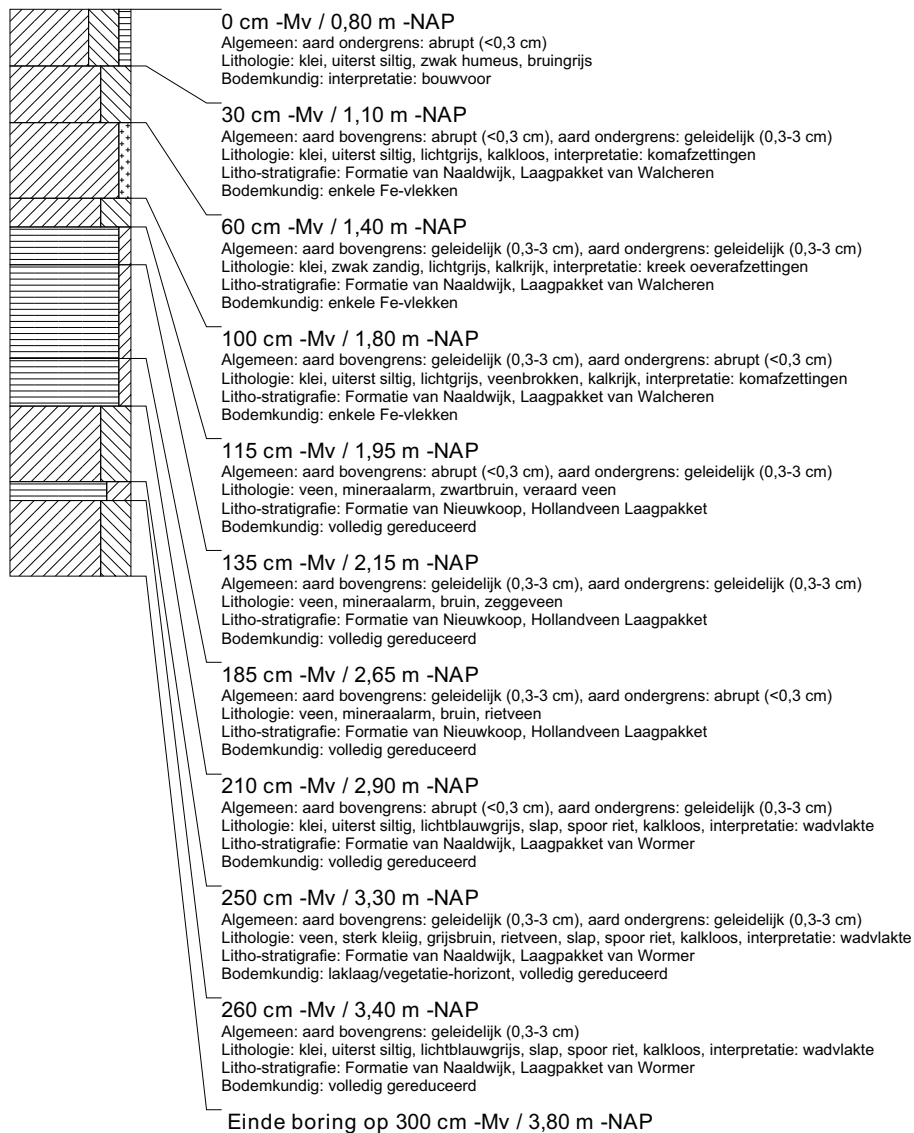 0 cm -Mv / 0,80 m -NAP
Algemeen: aard ondergrens: abrupt (<0,3 cm)
Lithologie: klei, uiterst siltig, zwak humeus, bruingrijs
Bodemkundig: interpretatie: bouwvoor
30 cm -Mv / 1,10 m -NAP
Algemeen: aard bovengrens: abrupt (<0,3 cm), aard ondergrens: geleidelijk (0,3-3 cm)
Lithologie: klei, uiterst siltig, lichtgrijs, kalkloos, interpretatie: komafzettingen
Litho-stratigrafie: Formatie van Naaldwijk, Laagpakket van Walcheren
Bodemkundig: enkele Fe-vlekken
60 cm -Mv / 1,40 m -NAP
Algemeen: aard bovengrens: geleidelijk (0,3-3 cm), aard ondergrens: geleidelijk (0,3-3 cm)
Lithologie: klei, zwak zandig, lichtgrijs, kalkrijk, interpretatie: kreek oeverafzettingen
Litho-stratigrafie: Formatie van Naaldwijk, Laagpakket van Walcheren
Bodemkundig: enkele Fe-vlekken
100 cm -Mv / 1,80 m -NAP
Algemeen: aard bovengrens: geleidelijk (0,3-3 cm), aard ondergrens: abrupt (<0,3 cm)
Lithologie: klei, uiterst siltig, lichtgrijs, veenbrokken, kalkrijk, interpretatie: komafzettingen
Litho-stratigrafie: Formatie van Naaldwijk, Laagpakket van Walcheren
Bodemkundig: enkele Fe-vlekken
115 cm -Mv / 1,95 m -NAP
Algemeen: aard bovengrens: abrupt (<0,3 cm), aard ondergrens: geleidelijk (0,3-3 cm)
Lithologie: veen, mineraalarm, zwartbruin, veraard veen
Litho-stratigrafie: Formatie van Nieuwkoop, Hollandveen Laagpakket
Bodemkundig: volledig gereduceerd
135 cm -Mv / 2,15 m -NAP
Algemeen: aard bovengrens: geleidelijk (0,3-3 cm), aard ondergrens: geleidelijk (0,3-3 cm)
Lithologie: veen, mineraalarm, bruin, zeggeveen
Litho-stratigrafie: Formatie van Nieuwkoop, Hollandveen Laagpakket
Bodemkundig: volledig gereduceerd
185 cm -Mv / 2,65 m -NAP
Algemeen: aard bovengrens: geleidelijk (0,3-3 cm), aard ondergrens: abrupt (<0,3 cm)
Lithologie: veen, mineraalarm, bruin, rietveen
Litho-stratigrafie: Formatie van Nieuwkoop, Hollandveen Laagpakket
Bodemkundig: volledig gereduceerd
210 cm -Mv / 2,90 m -NAP
Algemeen: aard bovengrens: abrupt (<0,3 cm), aard ondergrens: geleidelijk (0,3-3 cm)
Lithologie: klei, uiterst siltig, lichtblauwgrijs, slap, spoor riet, kalkloos, interpretatie: wadvlakte
Litho-stratigrafie: Formatie van Naaldwijk, Laagpakket van Wormer
Bodemkundig: volledig gereduceerd
250 cm -Mv / 3,30 m -NAP
Algemeen: aard bovengrens: geleidelijk (0,3-3 cm), aard ondergrens: geleidelijk (0,3-3 cm)
Lithologie: veen, sterk kleiig, grijsbruin, rietveen, slap, spoor riet, kalkloos, interpretatie: wadvlakte
Litho-stratigrafie: Formatie van Naaldwijk, Laagpakket van Wormer
Bodemkundig: laklaag/vegetatie-horizont, volledig gereduceerd
260 cm -Mv / 3,40 m -NAP
Algemeen: aard bovengrens: geleidelijk (0,3-3 cm)
Lithologie: klei, uiterst siltig, lichtblauwgrijs, slap, spoor riet, kalkloos, interpretatie: wadvlakte
Litho-stratigrafie: Formatie van Naaldwijk, Laagpakket van Wormer
Bodemkundig: volledig gereduceerd
Einde boring op 300 cm -Mv / 3,80 m -NAP